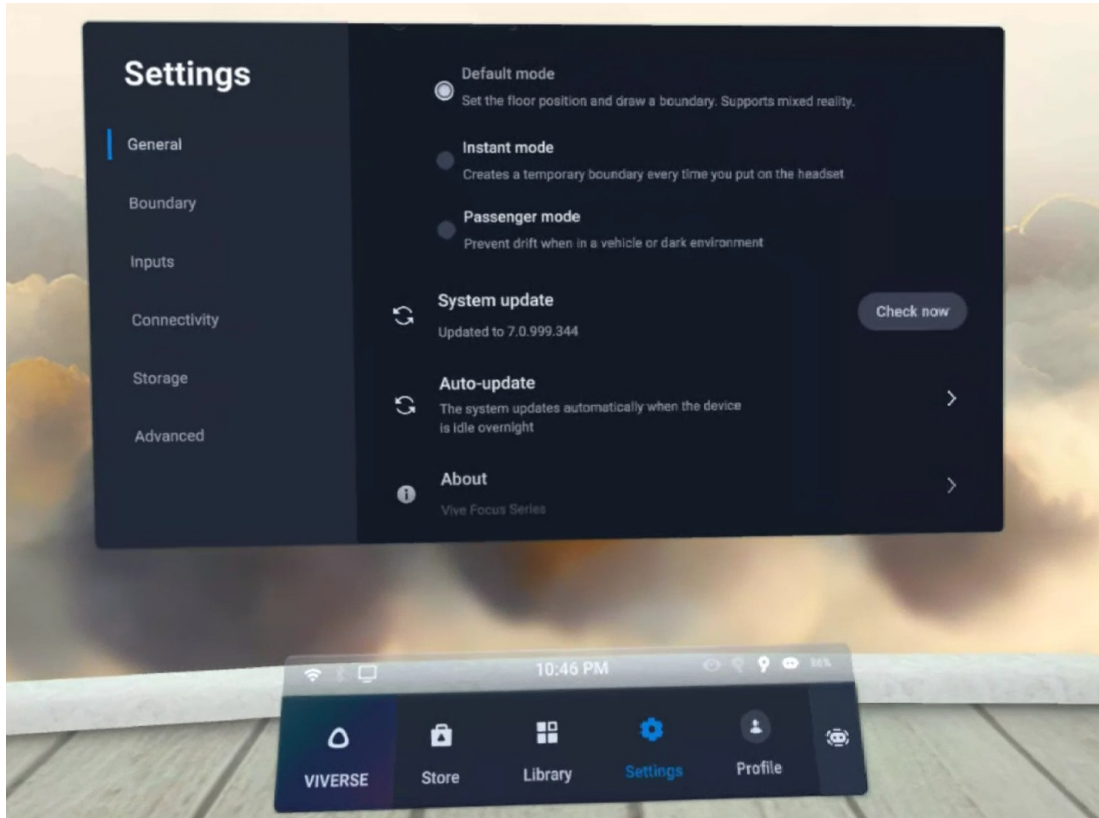 Settings
General
Boundary
Inputs
Connectivity
Storage
Advanced
Default mode
Set the floor position and draw a boundary. Supports mixed reality.
Instant mode
Creates a temporary boundary every time you put on the headset
Passenger mode
Prevent drift when in a vehicle or dark environment
System update
Updated to 7.0.999.344
Check now
Auto-update
The system updates automatically when the device
is idle overnight
About
Vive Focus Series
10:46 PM
36%
VIVERSE
Store
Library
Settings
Profile